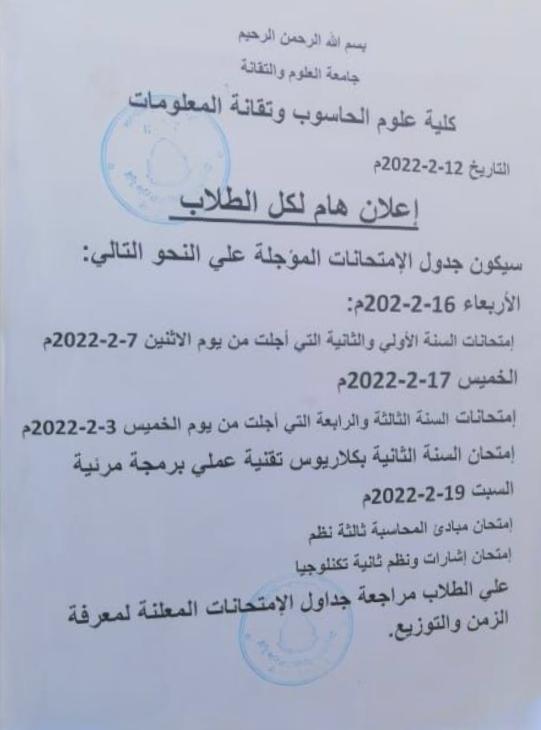 بسم الله الرحمن الرحيم
جامعة العلوم والتقانة
كلية علوم الحاسوب وتقانة المعلومات
التاريخ 12-2-2022م
إعلان هام لكل الطلاب
سيكون جدول الإمتحانات المؤجلة علي النحو التالي:
الأربعاء 16-2-202م:
إمتحانات السنة الأولي والثانية التي أجلت من يوم الاثنين 7-2-2022م
الخميس 17-2-2022م
إمتحانات السنة الثالثة والرابعة التي أجلت من يوم الخميس 3-2-2022م
إمتحان السنة الثانية بكلاريوس تقنية عملي برمجة مرئية
السبت 19-2-2022م
إمتحان مبادئ المحاسبة ثالثة نظم
إمتحان إشارات ونظم ثانية تكنلوجيا
علي الطلاب مراجعة جداول الإمتحانات المعلنة لمعرفة
الزمن والتوزيع.